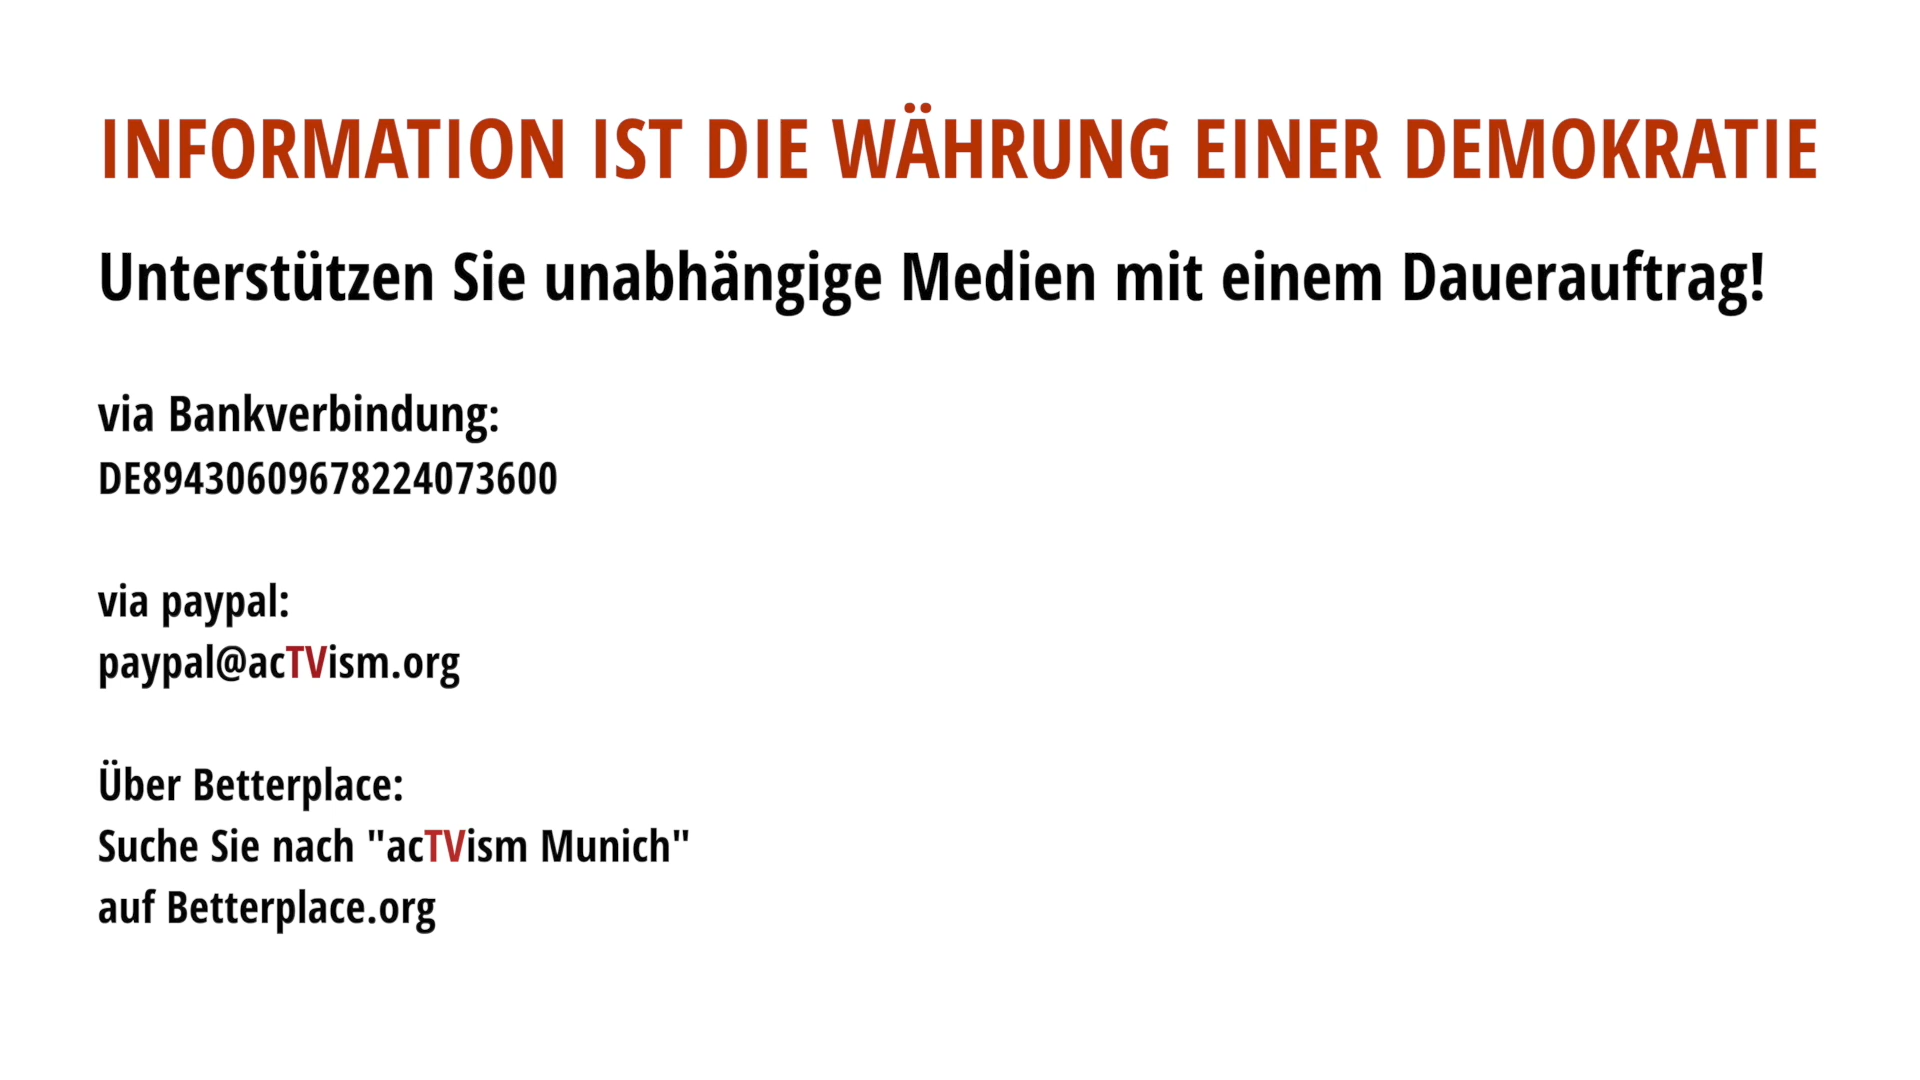 INFORMATION IST DIE WÄHRUNG EINER DEMOKRATIE
Unterstützen Sie unabhängige Medien mit einem Dauerauftrag!
via Bankverbindung:
DE89430609678224073600
via paypal:
paypal@acTVism.org
Über Betterplace:
Suche Sie nach "acTVism Munich"
auf Betterplace.org